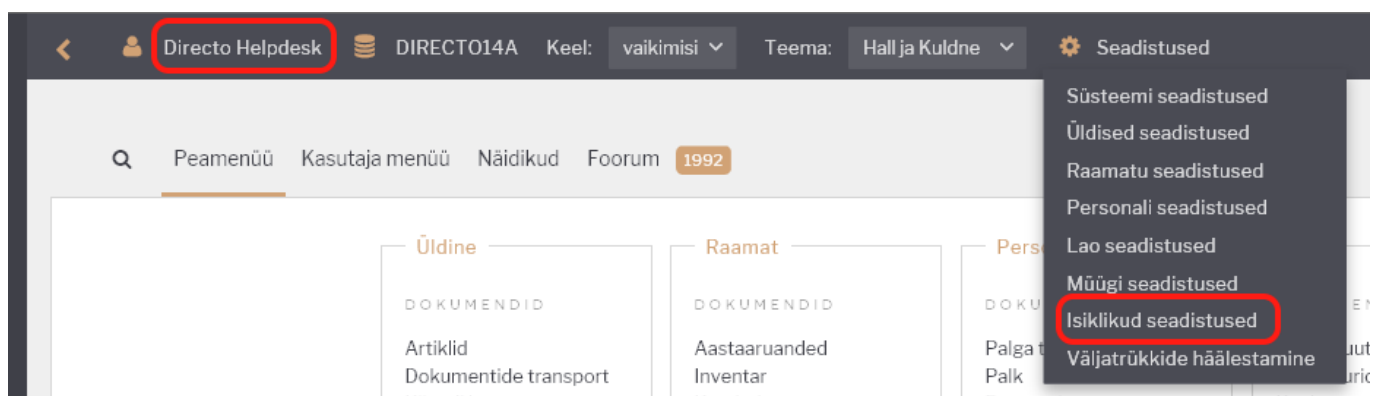 Directo Helpdesk DIRECTO14A Keel: vaikimisi Teema: Hall ja Kuldne Seadistused
Süsteemi seadistused
Üldised seadistused
Raamatu seadistused
Personali seadistused
Lao seadistused
Müügi seadistused
Isiklikud seadistused
Väljatrükkide häälestamine
Peamenüü Kasutaja menüü Näidikud Foorum 1992
Üldine
DOKUMENDID
Artiklid
Dokumentide transport
Raamat
DOKUMENDID
Aastaaruanded
Inventar
Palk